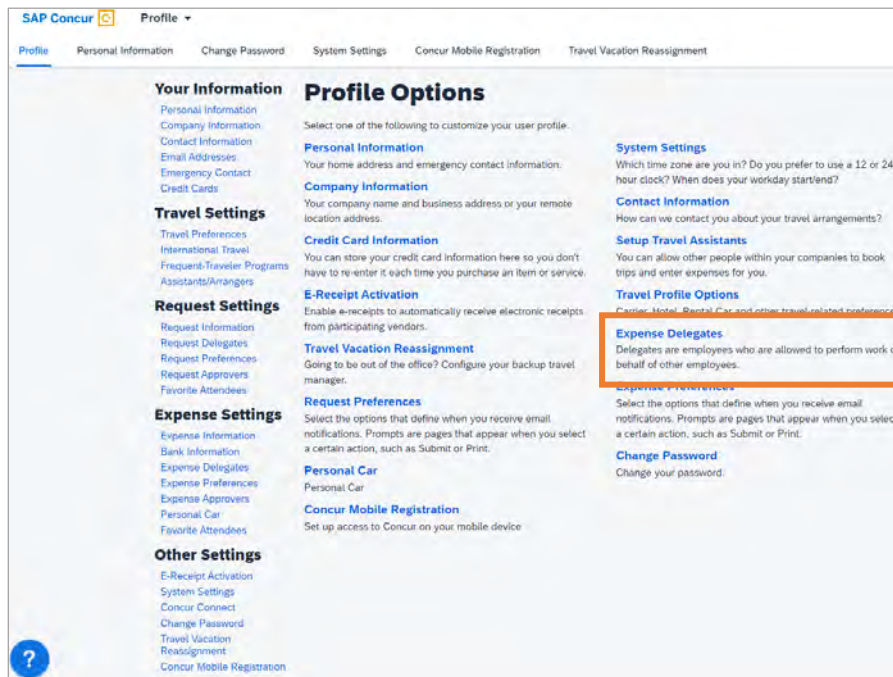 SAP Concur C Profile
Profile Personal Information Change Password System Settings Concur Mobile Registration Travel Vacation Reassignment
Your Information
Personal Information
Company Information
Contact Information
Email Addresses
Emergency Contact
Credit Cards
Travel Settings
Travel Preferences
International Travel
Frequent-Traveler Programs
Assistants/Arrangers
Request Settings
Request Information
Request Delegates
Request Preferences
Request Approvers
Favorite Attendees
Expense Settings
Expense Information
Bank Information
Expense Delegates
Expense Preferences
Expense Approvers
Personal Car
Favorite Attendees
Other Settings
E-Receipt Activation
System Settings
Concur Connect
Change Password
Travel Vacation
Reassignment
Concur Mobile Registration
?
Profile Options
Select one of the following to customize your user profile.
Personal Information
Your home address and emergency contact information.
Company Information
Your company name and business address or your remote
location address.
Credit Card Information
You can store your credit card information here so you don't
have to re-enter it each time you purchase an item or service.
E-Receipt Activation
Enable e-receipts to automatically receive electronic receipts
from participating vendors.
Travel Vacation Reassignment
Going to be out of the office? Configure your backup travel
manager.
Request Preferences
Select the options that define when you receive email
notifications. Prompts are pages that appear when you select
a certain action, such as Submit or Print.
Personal Car
Personal Car
Concur Mobile Registration
Set up access to Concur on your mobile device
System Settings
Which time zone are you in? Do you prefer to use a 12 or 24
hour clock? When does your workday start/end?
Contact Information
How can we contact you about your travel arrangements?
Setup Travel Assistants
You can allow other people within your companies to book
trips and enter expenses for you.
Travel Profile Options
Carrier, Hotel, Rental Car and other travel-related preference
Expense Delegates
Delegates are employees who are allowed to perform work
behalf of other employees.
Expense Preferences
Select the options that define when you receive email
notifications. Prompts are pages that appear when you selec
a certain action, such as Submit or Print.
Change Password
Change your password.